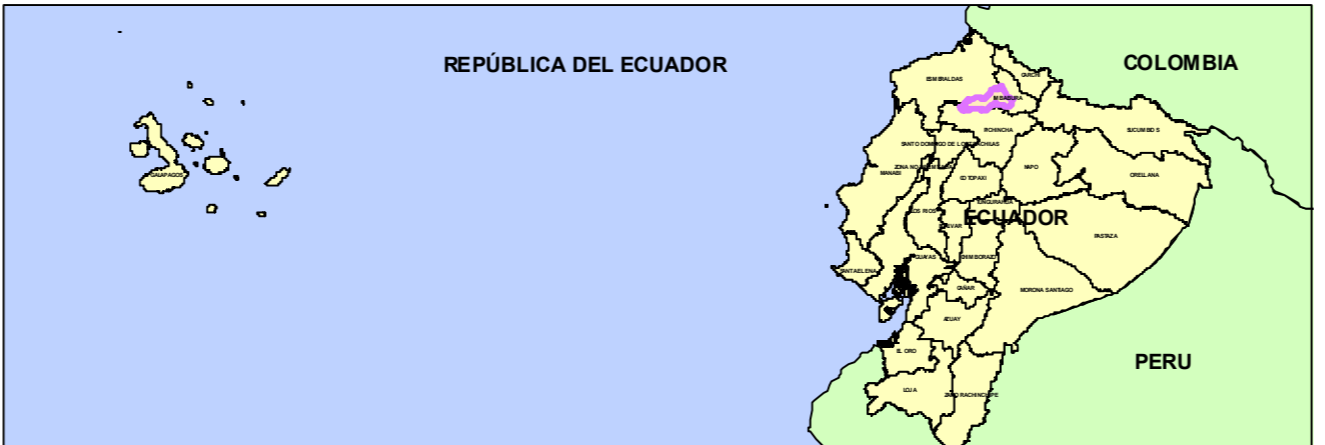 REPÚBLICA DEL ECUADOR
COLOMBIA
ESMERALDAS
CARCHI
IMBABURA
SUCUMBIOS
PICHINCHA
SANTO DOMINGO DE LOS TSACHILAS
MANABI
NAPO
ORELLANA
COTOPAXI
GALAPAGOS
LOS RIOS
ECUADOR
PASTAZA
GUAYAS
CHIMBORAZO
SANTA ELENA
CAÑAR
MORONA SANTIAGO
AZUAY
EL ORO
PERU
LOJA